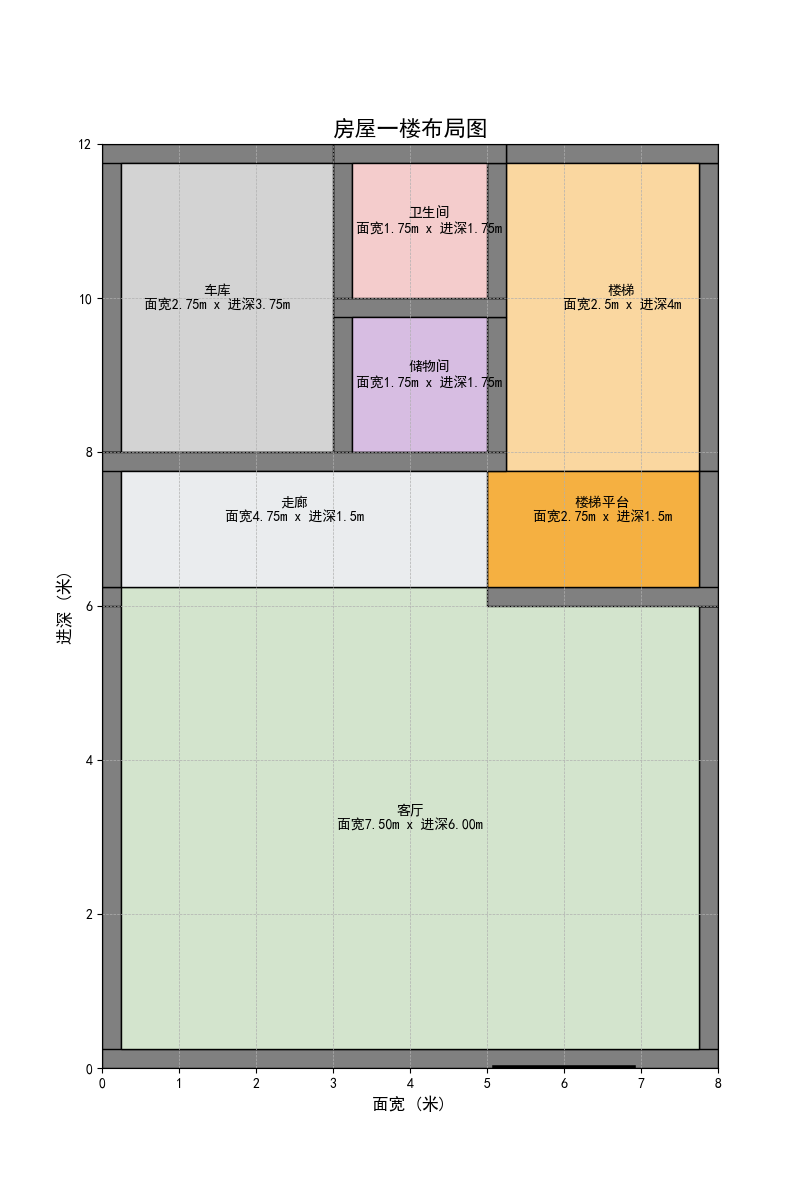 房屋一楼布局图
12
10
8
6
4
2
0
进深 (米)
卫生间
面宽1.75m x 进深1.75m
车库
面宽2.75m x 进深3.75m
楼梯
面宽2.5m x 进深4m
储物间
面宽1.75m x 进深1.75m
走廊
面宽4.75m x 进深1.5m
楼梯平台
面宽2.75m x 进深1.5m
客厅
面宽7.50m x 进深6.00m
0 1 2 3 4 5 6 7 8
面宽 (米)